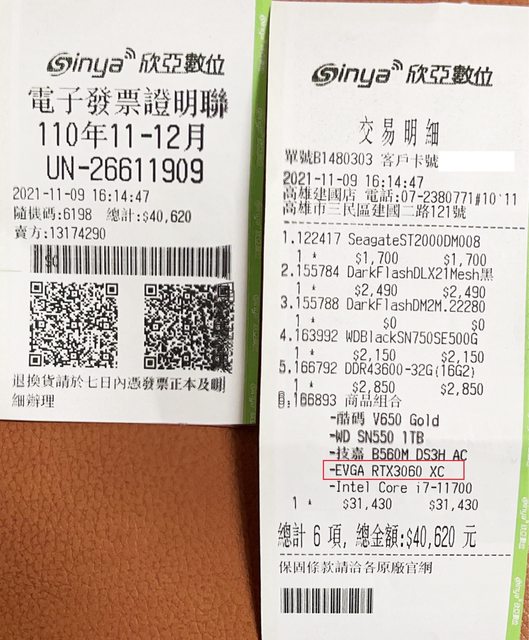 Sinya 欣亞數位
電子發票證明聯
110年11-12月
UN-26611909
2021-11-09 16:14:47
隨機碼:6198 總計:$40,620
賣方:13174290
退換貨請於七日內憑發票正本及明
細辦理
Sinya 欣亞數位
交易明細
單號B1480303 客戶卡號
2021-11-09 16:14:47
高雄建國店 電話:07-2380771#10'11
高雄市三民區建國二路121號
1.122417 SeagateST2000DM008
1 * $1,700 $1,700
2.155784 DarkFlashDLX21Mesh黑
1 * $2,490 $2,490
3.155788 DarkFlashDM2M.22280
1 * $0 $0
4.163992 WDBlackSN750SE500G
1 * $2,150 $2,150
5.166792 DDR43600-32G(16G2)
1 * $2,850 $2,850
6.166893 商品組合
-酷碼 V650 Gold
-WD SN550 1TB
-技嘉 B560M DS3H AC
-EVGA RTX3060 XC
-Intel Core i7-11700
1 * $31,430 $31,430
總計 6 項, 總金額:$40,620 元
保固條款請洽各原廠官網